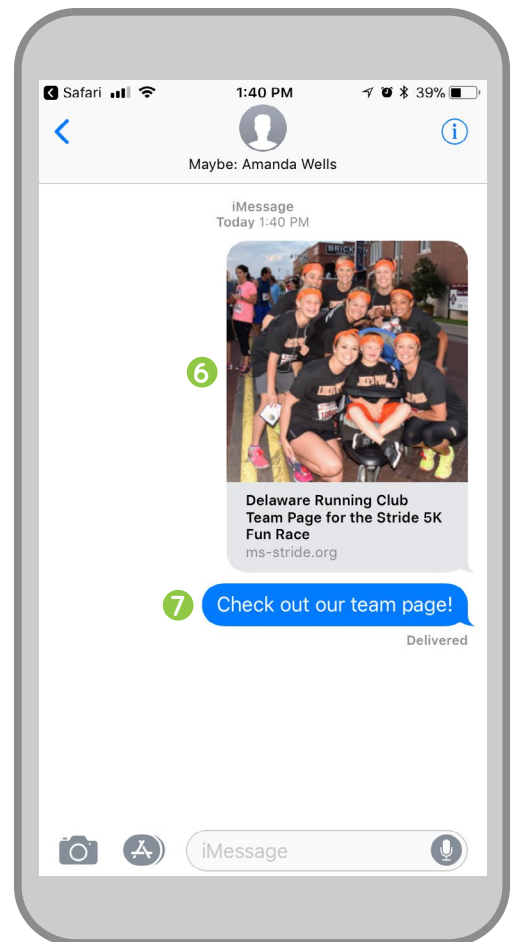 Safari 1:40 PM 39%
Maybe: Amanda Wells
iMessage
Today 1:40 PM
BRICK
6
Delaware Running Club
Team Page for the Stride 5K
Fun Race
ms-stride.org
7 Check out our team page!
Delivered
iMessage